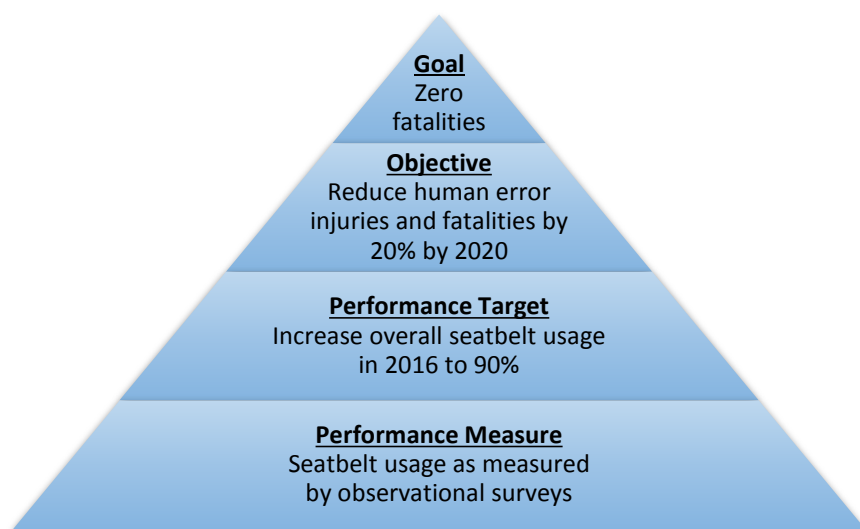 Goal
Zero
fatalities
Objective
Reduce human error
injuries and fatalities by
20% by 2020
Performance Target
Increase overall seatbelt usage
in 2016 to 90%
Performance Measure
Seatbelt usage as measured
by observational surveys